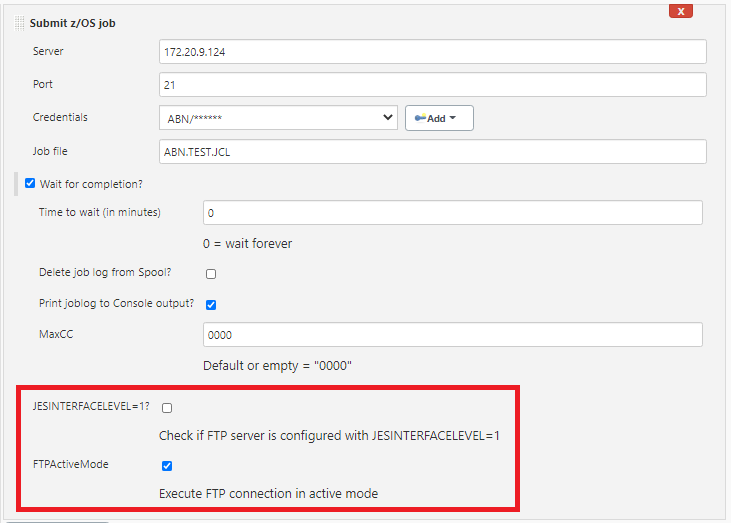 X
Submit z/OS job
Server 172.20.9.124
Port 21
Credentials ABN/****** Add
Job file ABN.TEST.JCL
Wait for completion?
Time to wait (in minutes) 0
0 = wait forever
Delete job log from Spool?
Print joblog to Console output?
MaxCC 0000
Default or empty = "0000"
JESINTERFACELEVEL=1?
Check if FTP server is configured with JESINTERFACELEVEL=1
FTPActiveMode
Execute FTP connection in active mode